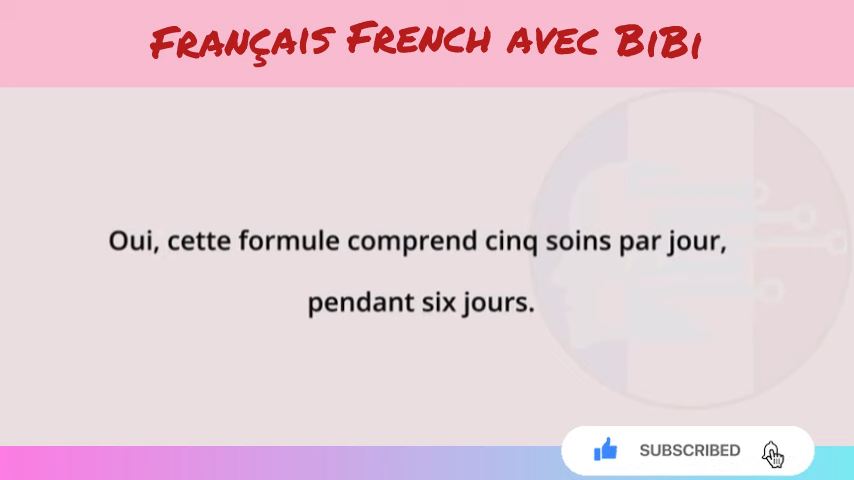 Français French avec BiBi
Oui, cette formule comprend cinq soins par jour,
pendant six jours.
SUBSCRIBED